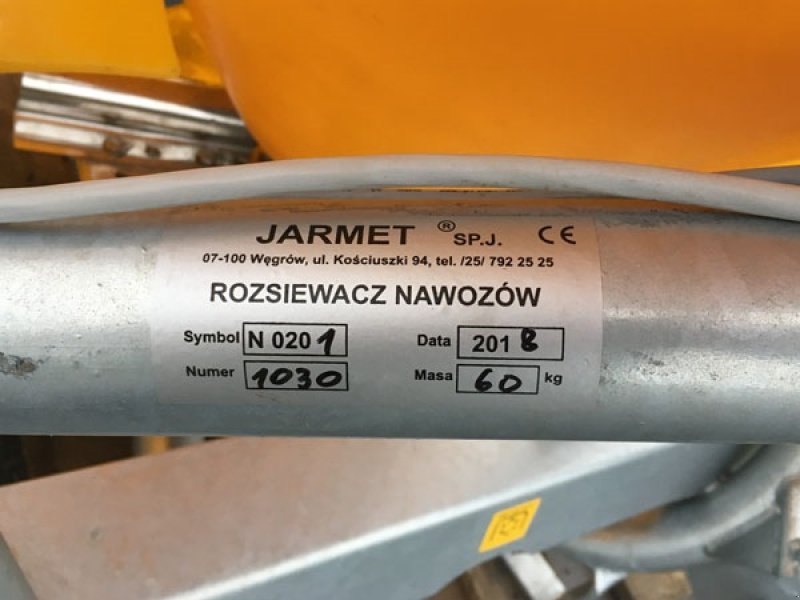 JARMET ® SP.J. CE
07-100 Węgrów, ul. Kościuszki 94, tel. /25/ 792 25 25
ROZSIEWACZ NAWOZÓW
Symbol N 0201 Data 2018
Numer 1030 Masa 60 kg